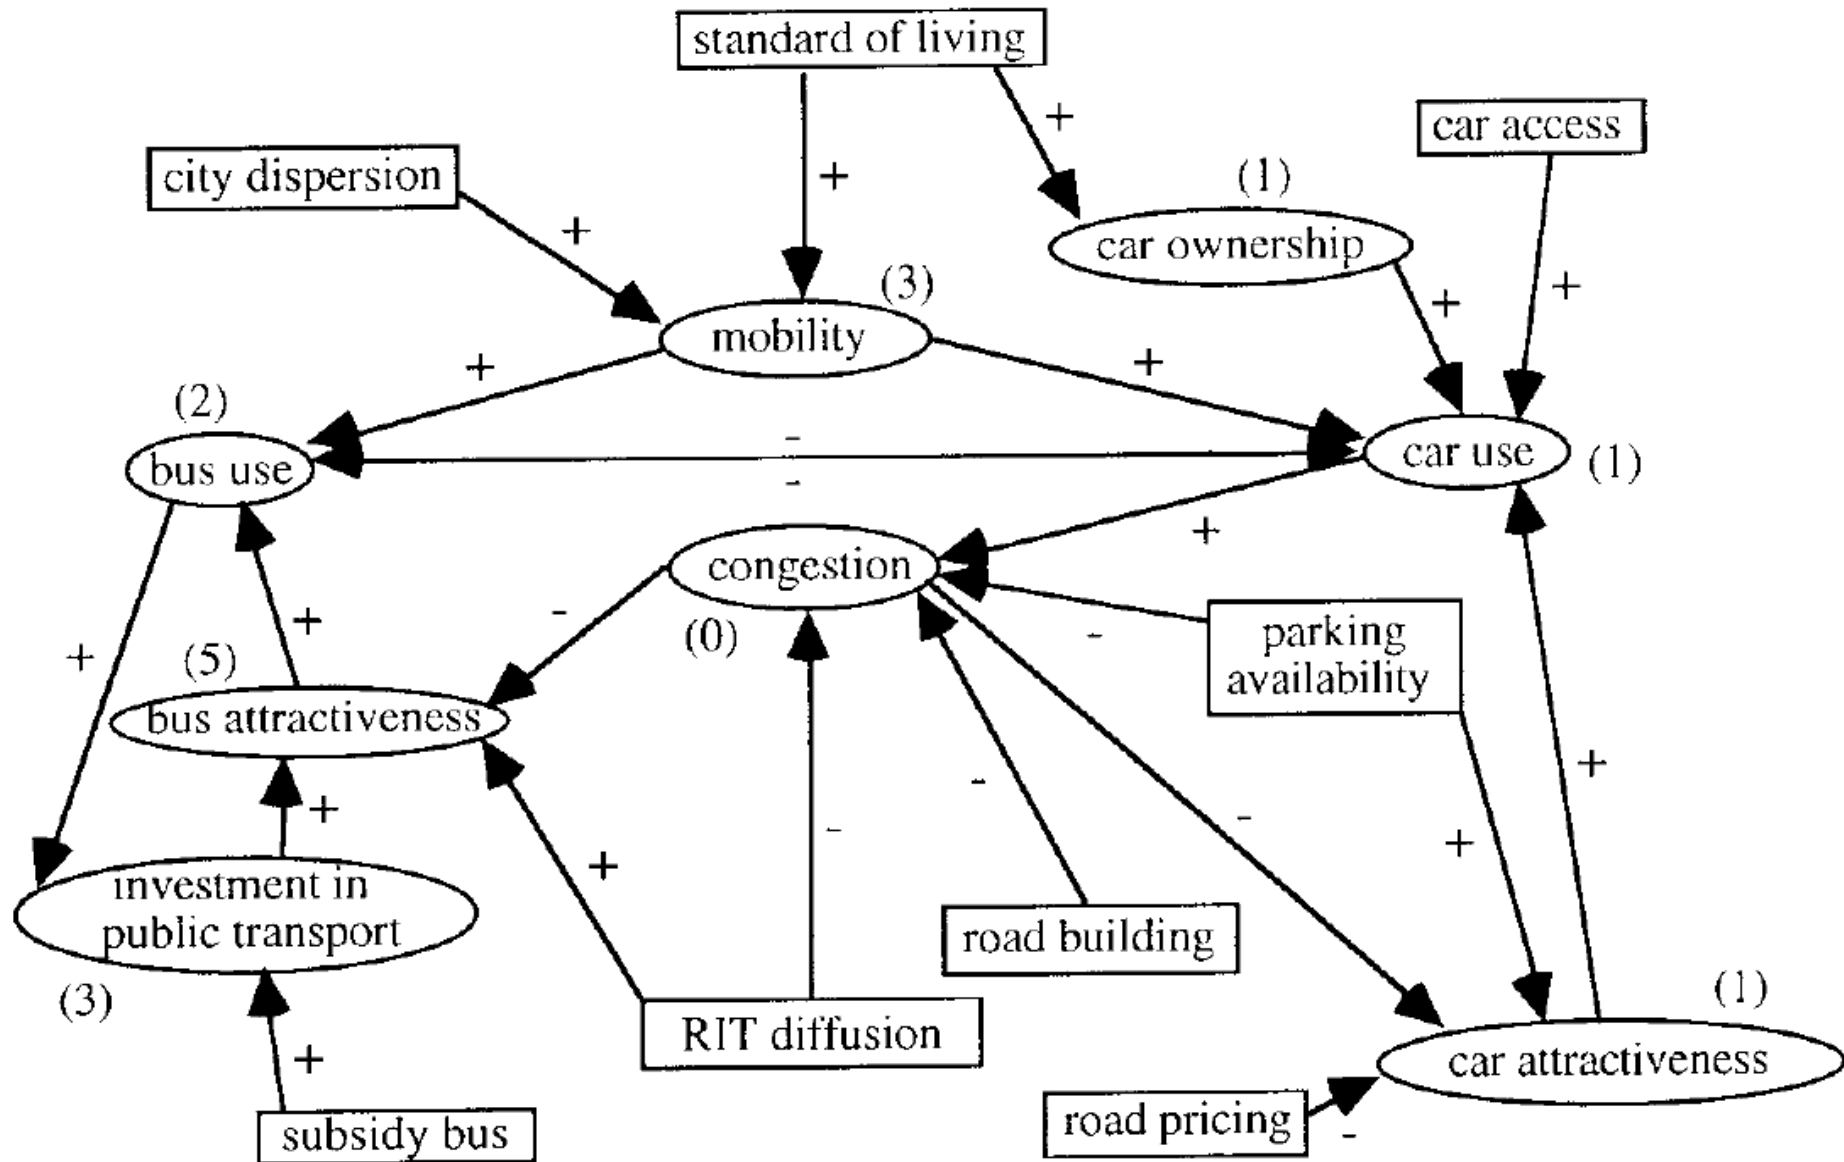 standard of living
+
+
car access
city dispersion
+
+
(1)
car ownership
+
+
(3)
mobility
+
+
(2)
bus use
-
-
car use
(1)
+
congestion
(0)
-
-
parking
availability
+
+
(5)
bus attractiveness
+
+
-
-
-
+
+
investment in
public transport
(3)
road building
RIT diffusion
(1)
car attractiveness
+
subsidy bus
road pricing
-